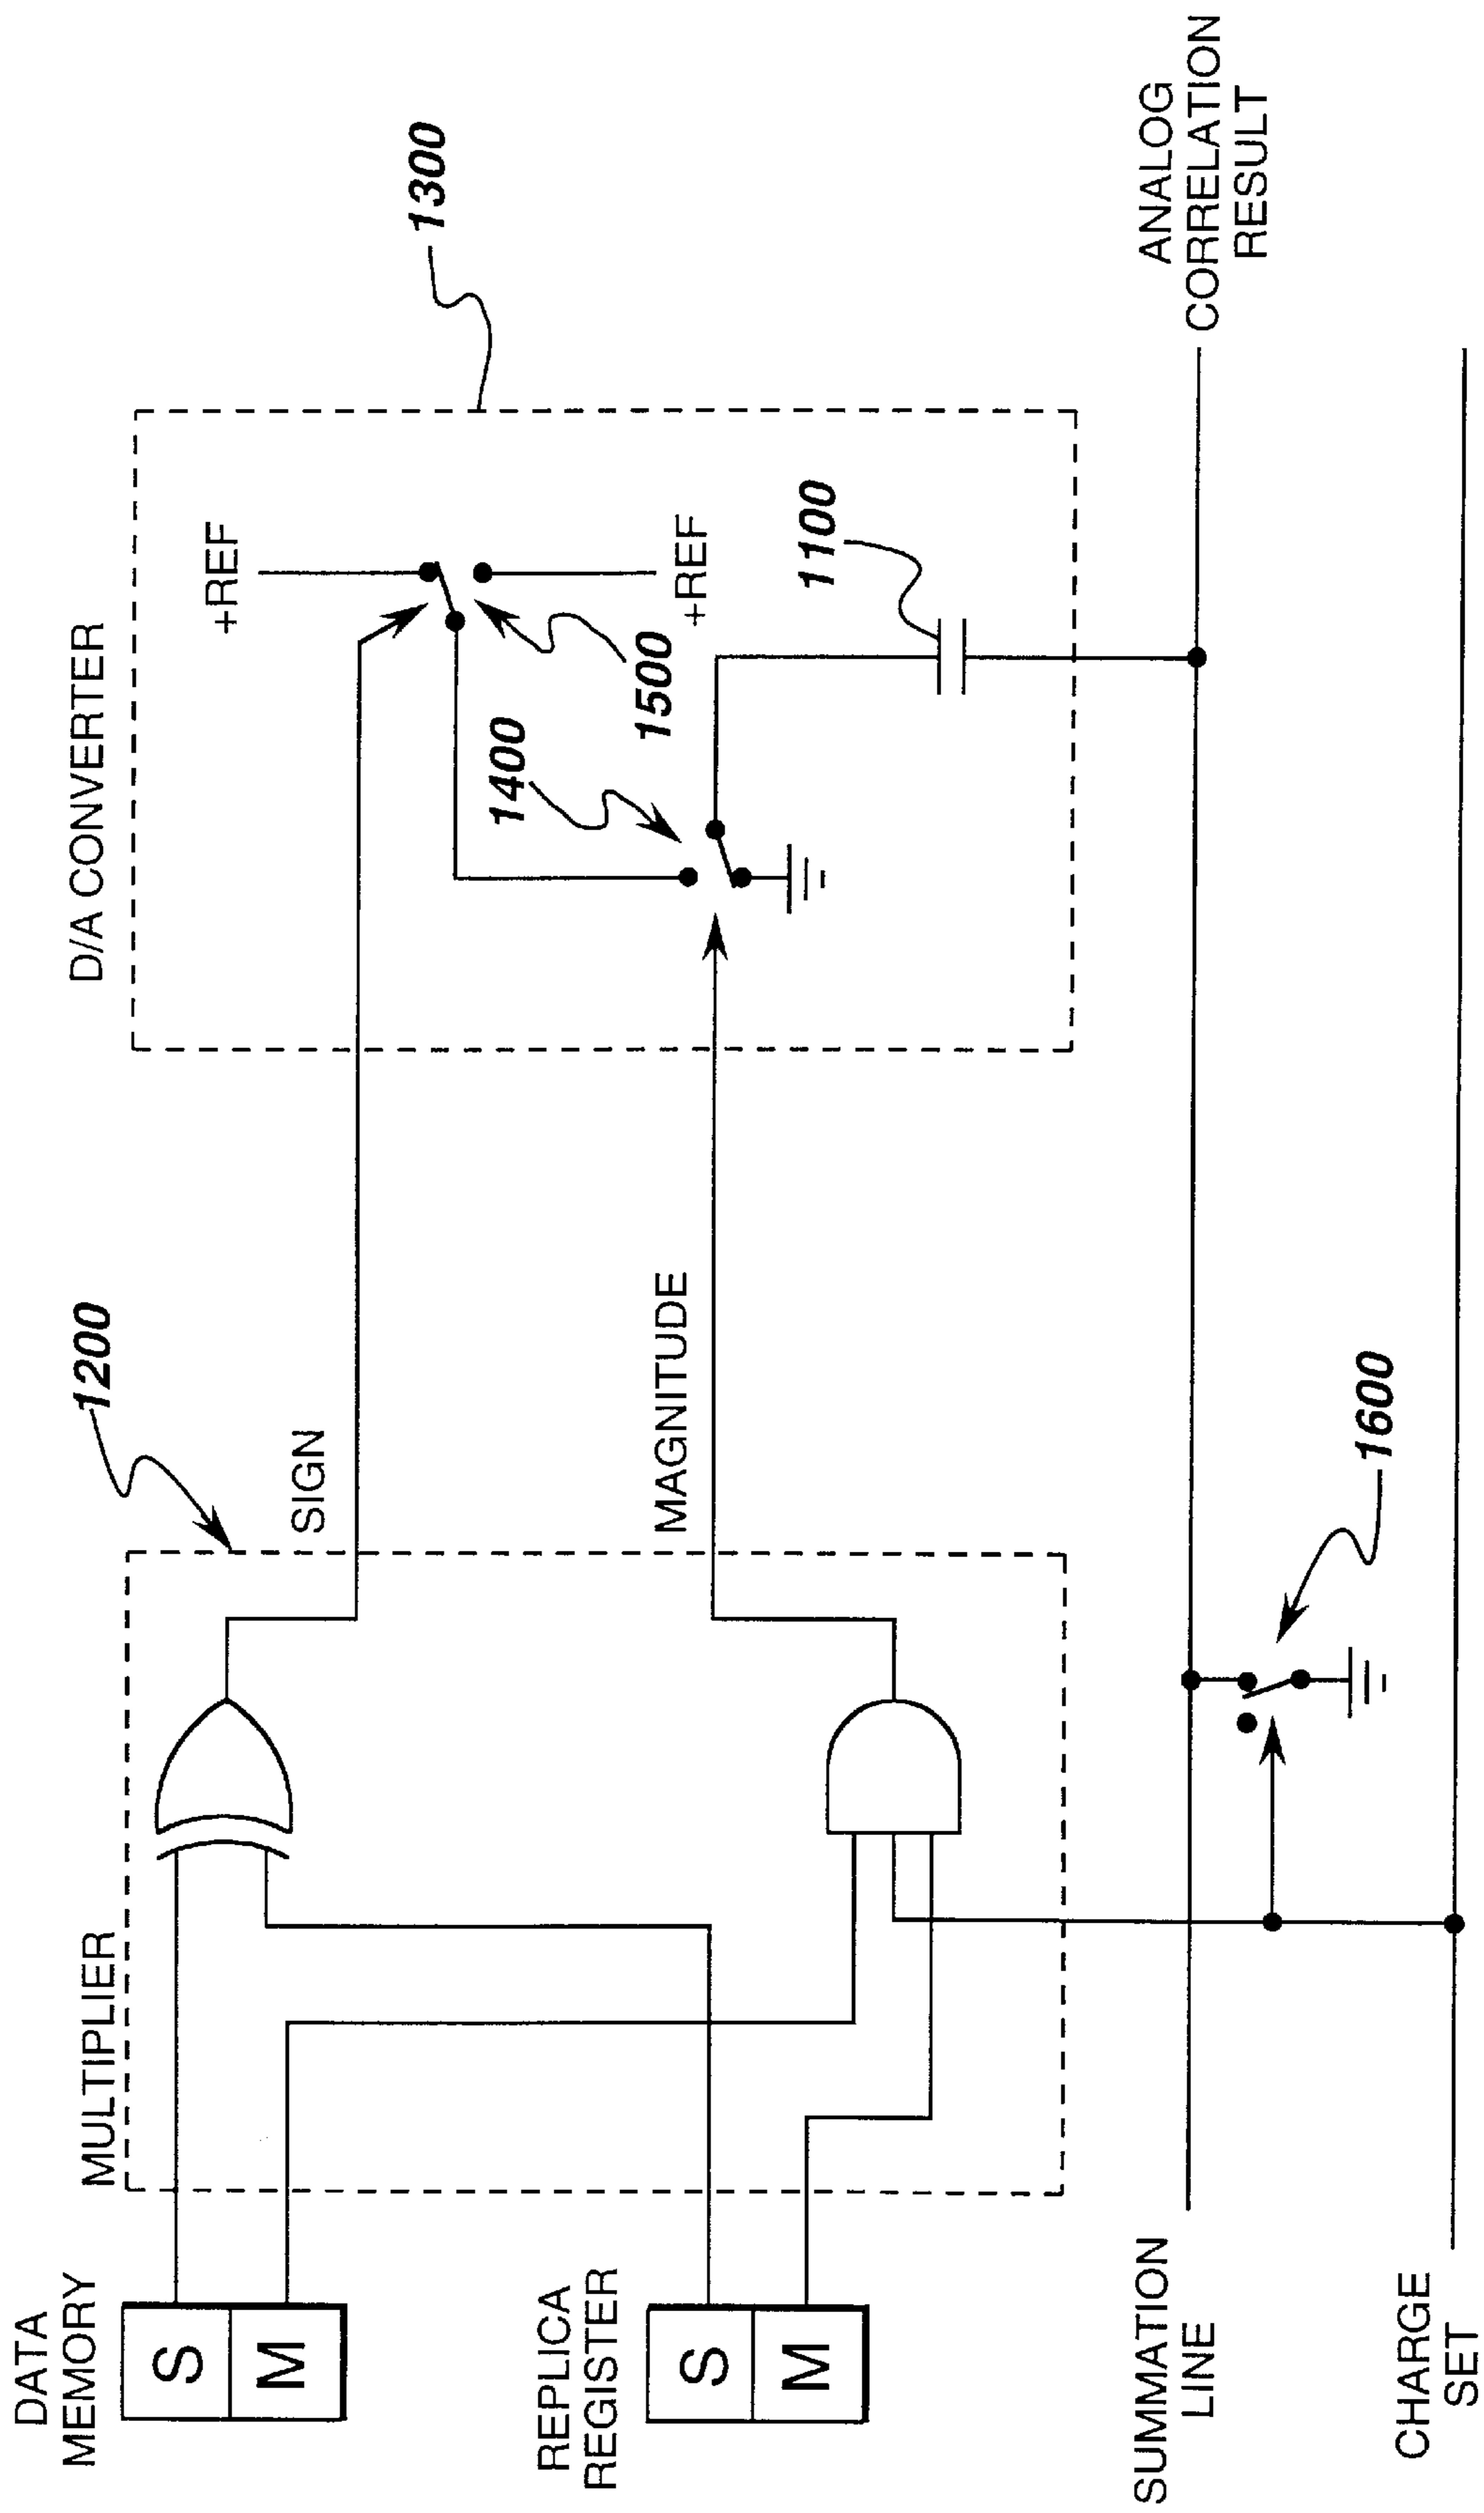 DATA
MEMORY
S
M
REPLICA
REGISTER
S
M
SUMMATION
LINE
CHARGE
SET
MULTIPLIER
1200
SIGN
MAGNITUDE
1600
D/A CONVERTER
+REF
1400
1500
+REF
1100
1300
ANALOG
CORRELATION
RESULT